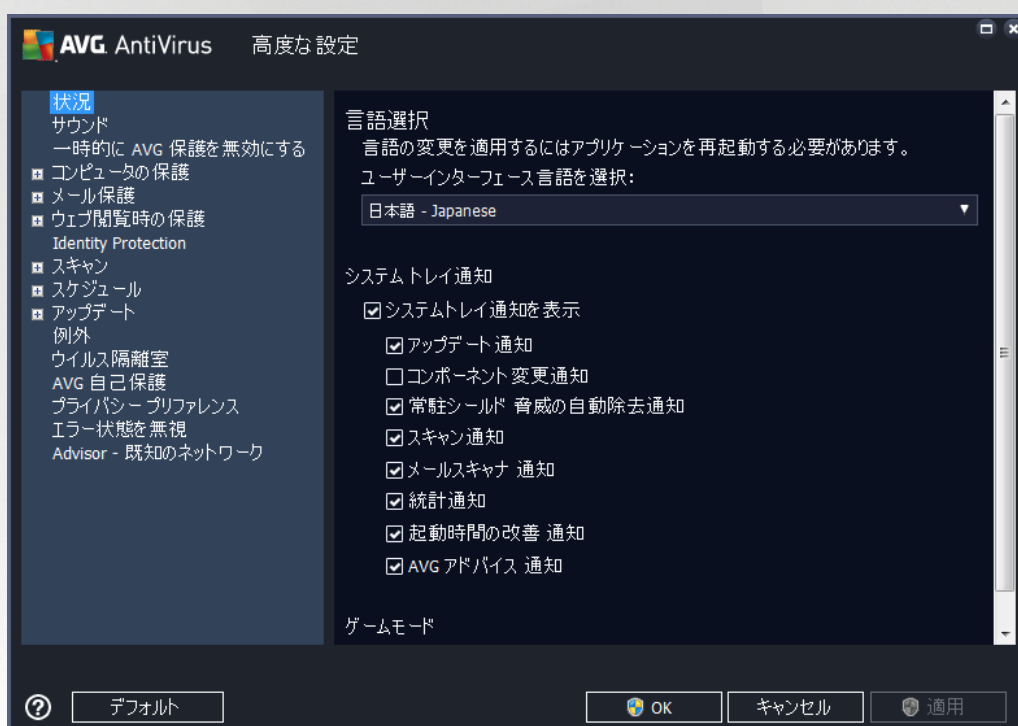 AVG. AntiVirus 高度な設定
状況
サウンド
一時的に AVG 保護を無効にする
コンピュータの保護
メール保護
ウェブ閲覧時の保護
Identity Protection
スキャン
スケジュール
アップデート
例外
ウイルス隔離室
AVG 自己保護
プライバシー プリファレンス
エラー状態を無視
Advisor - 既知のネットワーク
言語選択
言語の変更を適用するにはアプリケーションを再起動する必要があります。
ユーザーインターフェース言語を選択:
日本語 - Japanese
システムトレイ通知
システムトレイ通知を表示
アップデート通知
コンポーネント変更通知
常駐シールド 脅威の自動除去通知
スキャン通知
メールスキャナ 通知
統計通知
起動時間の改善 通知
AVG アドバイス 通知
ゲームモード
デフォルト
OK
キャンセル
適用